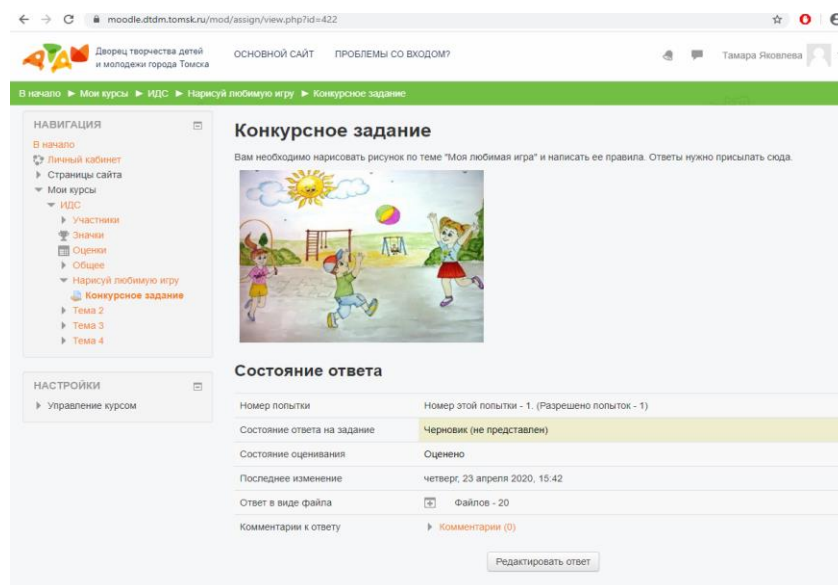 moodle.dtdm.tomsk.ru/mod/assign/view.php?id=422
Дворец творчества детей
и молодежи города Томска
ОСНОВНОЙ САЙТ ПРОБЛЕМЫ СО ВХОДОМ?
Тамара Яковлева
В начало ► Мои курсы ► ИДС ► Нарисуй любимую игру ► Конкурсное задание
НАВИГАЦИЯ
В начало
Личный кабинет
Страницы сайта
Мои курсы
ИДС
Участники
Значки
Оценки
Общее
Нарисуй любимую игру
Конкурсное задание
Тема 2
Тема 3
Тема 4
НАСТРОЙКИ
Управление курсом
Конкурсное задание
Вам необходимо нарисовать рисунок по теме "Моя любимая игра" и написать ее правила. Ответы нужно присылать сюда.
Состояние ответа
Номер попытки Номер этой попытки - 1. (Разрешено попыток - 1)
Состояние ответа на задание Черновик (не представлен)
Состояние оценивания Оценено
Последнее изменение четверг, 23 апреля 2020, 15:42
Ответ в виде файла Файлов - 20
Комментарии к ответу Комментарии (0)
Редактировать ответ